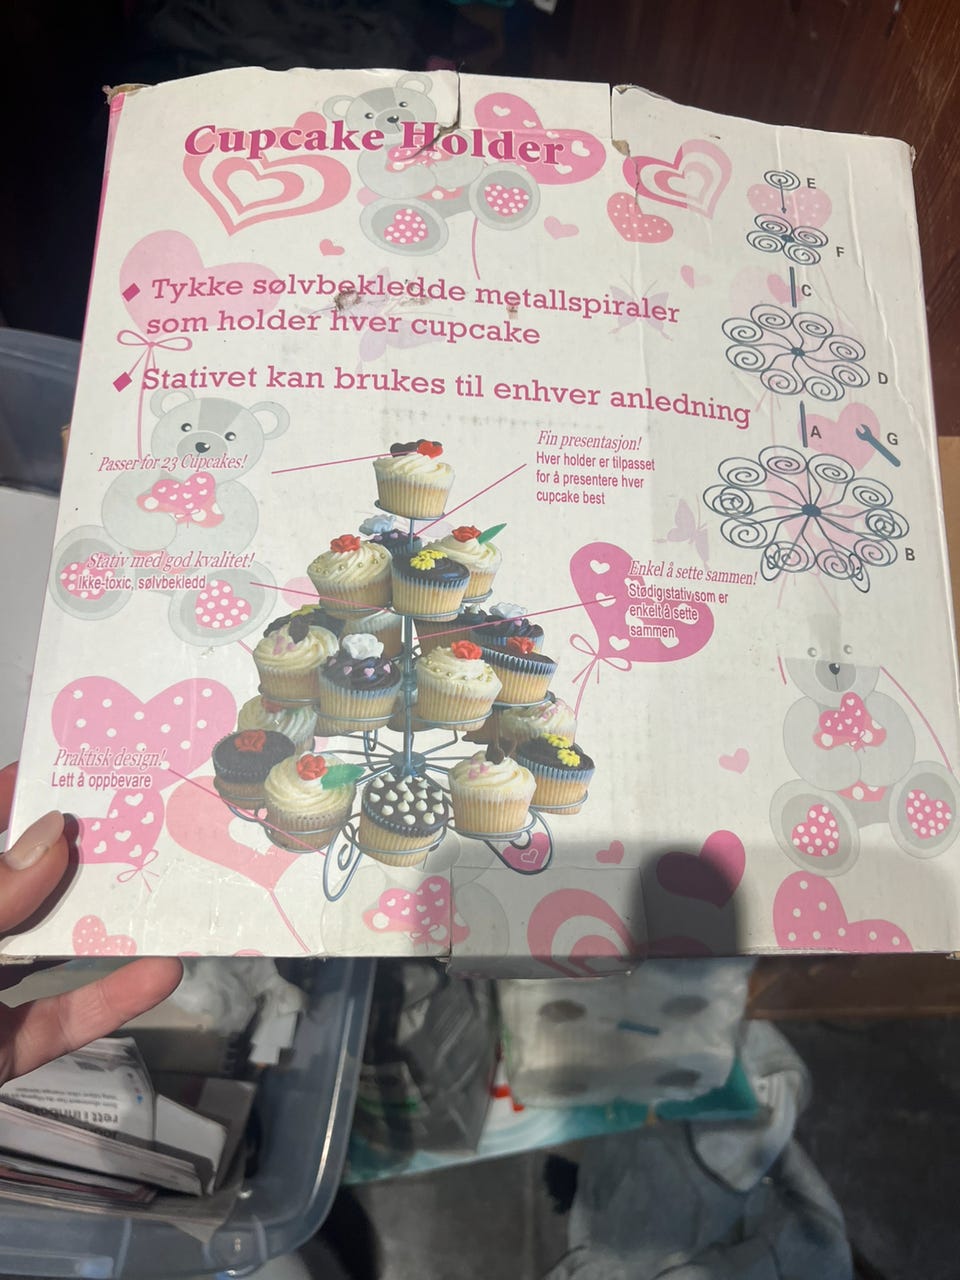 Cupcake Holder
Tykke sølvbekledde metallspiraler
som holder hver cupcake
Stativet kan brukes til enhver anledning
Passer for 23 Cupcakes!
Fin presentasjon!
Hver holder er tilpasset
for å presentere hver
cupcake best
Stativ med god kvalitet!
Ikke-toxic, sølvbekledd
Enkel å sette sammen!
Stødig stativ som er
enkelt å sette
sammen
Praktisk design!
Lett å oppbevare
E
F
C
D
A
G
B